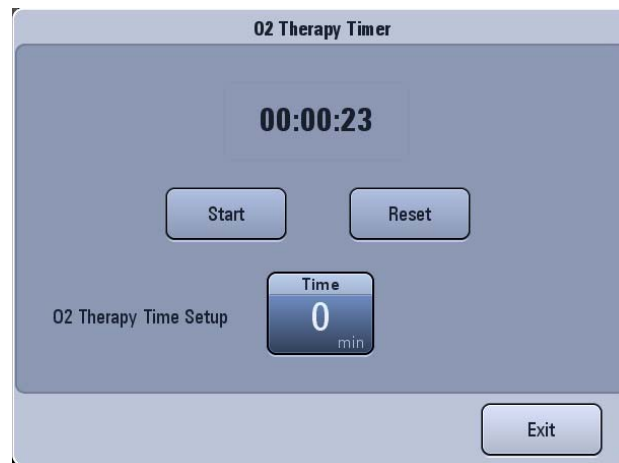 O2 Therapy Timer
00:00:23
Start
Reset
O2 Therapy Time Setup
Time
0
min
Exit